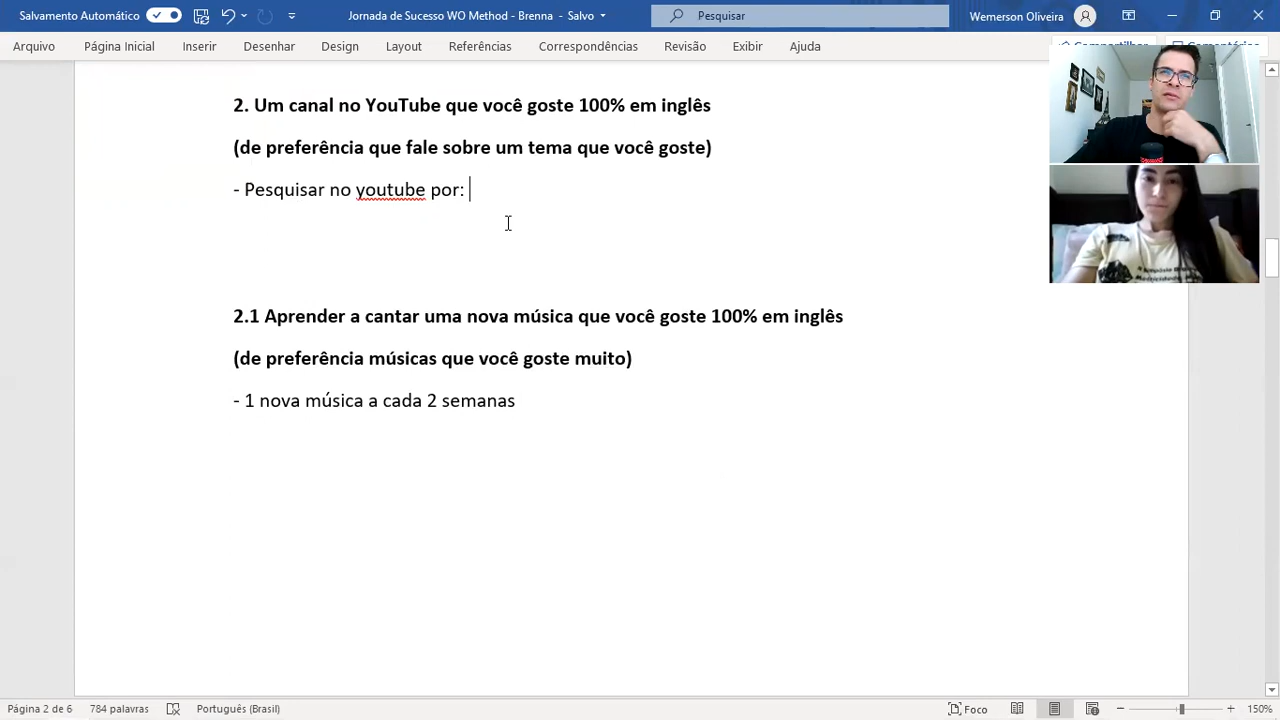 Salvamento Automático
Jornada de Sucesso WO Method - Brenna - Salvo
Pesquisar
Wemerson Oliveira
Arquivo
Página Inicial
Inserir
Desenhar
Design
Layout
Referências
Correspondências
Revisão
Exibir
Ajuda
Compartilhar
Comentários
2. Um canal no YouTube que você goste 100% em inglês
(de preferência que fale sobre um tema que você goste)
- Pesquisar no youtube por:
2.1 Aprender a cantar uma nova música que você goste 100% em inglês
(de preferência músicas que você goste muito)
- 1 nova música a cada 2 semanas
Página 2 de 6
784 palavras
Português (Brasil)
Foco
150%